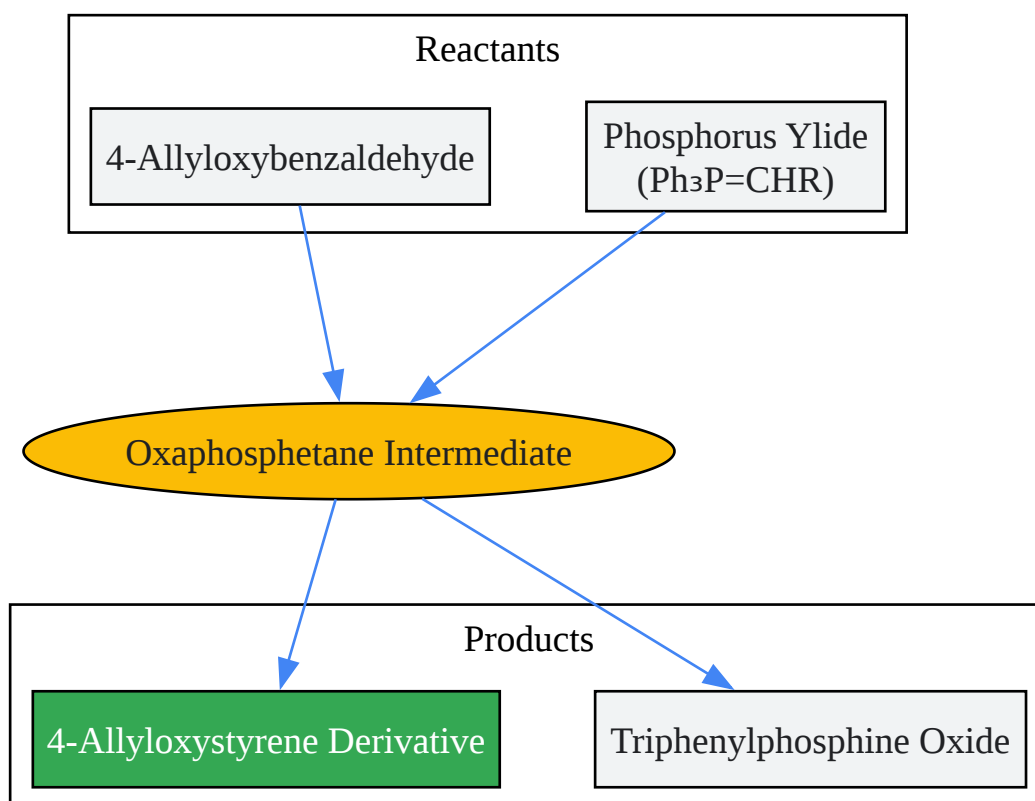 Reactants
4-Allyloxybenzaldehyde
Phosphorus Ylide
(Ph₃P=CHR)
Oxaphosphetane Intermediate
Products
4-Allyloxystyrene Derivative
Triphenylphosphine Oxide